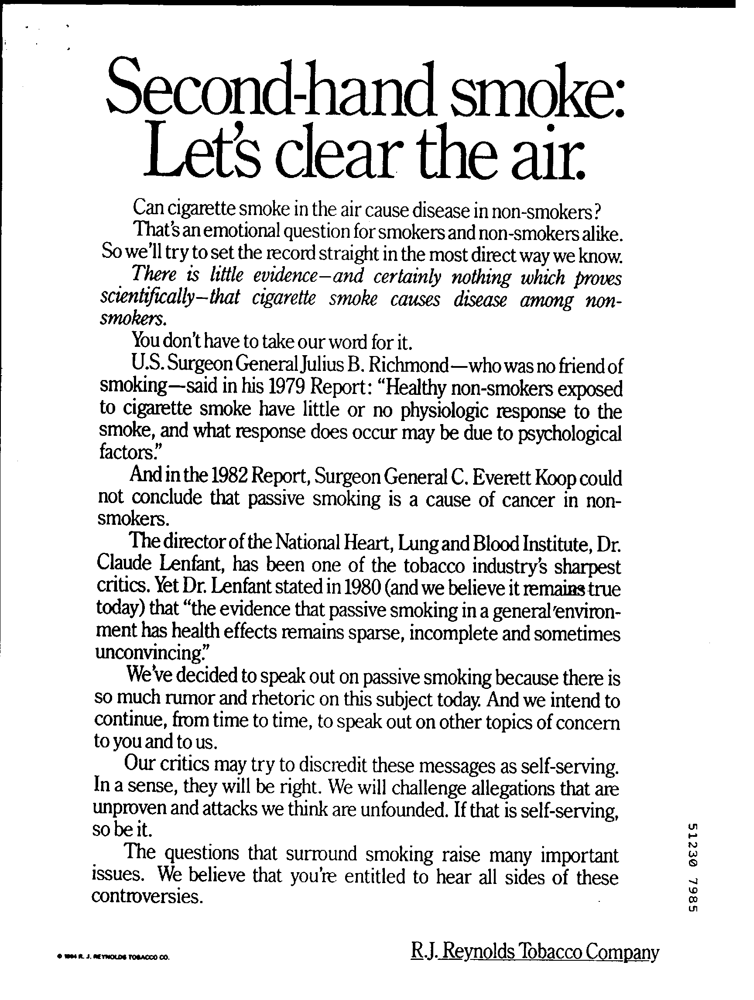 Second-hand smoke:
Let's clear the air.
Can cigarette smoke in the air cause disease in non-smokers?
That's an emotional question for smokers and non-smokers alike.
So we'll try to set the record straight in the most direct way we know.
There is little evidence—and certainly nothing which proves
scientifically—that cigarette smoke causes disease among non-
smokers.
You don't have to take our word for it.
U.S. Surgeon General Julius B. Richmond—who was no friend of
smoking—said in his 1979 Report: “Healthy non-smokers exposed
to cigarette smoke have little or no physiologic response to the
smoke, and what response does occur may be due to psychological
factors.”
And in the 1982 Report, Surgeon General C. Everett Koop could
not conclude that passive smoking is a cause of cancer in non-
smokers.
The director of the National Heart, Lung and Blood Institute, Dr.
Claude Lenfant, has been one of the tobacco industry's sharpest
critics. Yet Dr. Lenfant stated in 1980 (and we believe it remains true
today) that “the evidence that passive smoking in a general environ-
ment has health effects remains sparse, incomplete and sometimes
unconvincing.”
We've decided to speak out on passive smoking because there is
so much rumor and rhetoric on this subject today. And we intend to
continue, from time to time, to speak out on other topics of concern
to you and to us.
Our critics may try to discredit these messages as self-serving.
In a sense, they will be right. We will challenge allegations that are
unproven and attacks we think are unfounded. If that is self-serving,
so be it.
The questions that surround smoking raise many important
issues. We believe that you're entitled to hear all sides of these
controversies.
© 1984 R. J. REYNOLDS TOBACCO CO.
R.J. Reynolds Tobacco Company
51230 7985